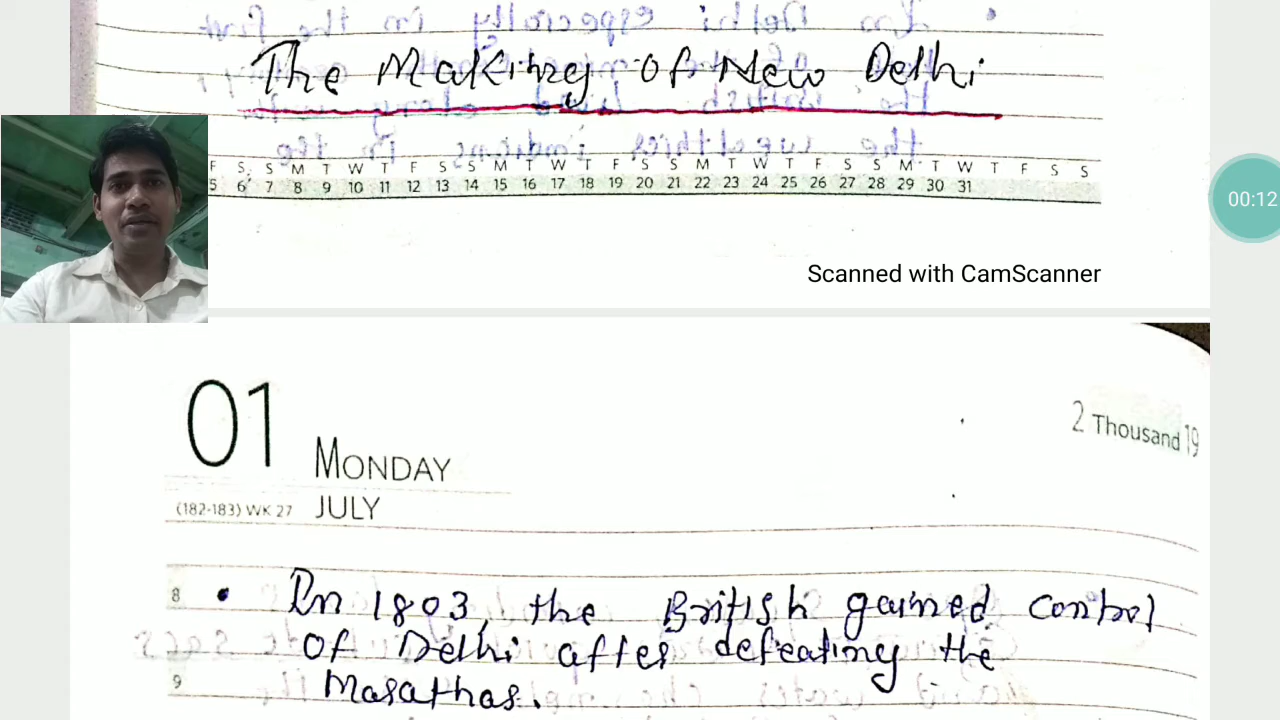 The Making of New Delhi
F S S M T W T F S S M T W T F S S M T W T F S S M T W T F S S
5 6 7 8 9 10 11 12 13 14 15 16 17 18 19 20 21 22 23 24 25 26 27 28 29 30 31
00:12
Scanned with CamScanner
01 MONDAY
2 Thousand 19
(182-183) WK 27 JULY
8 • In 1803, the British gained control
of Delhi after defeating the
9 Marathas.